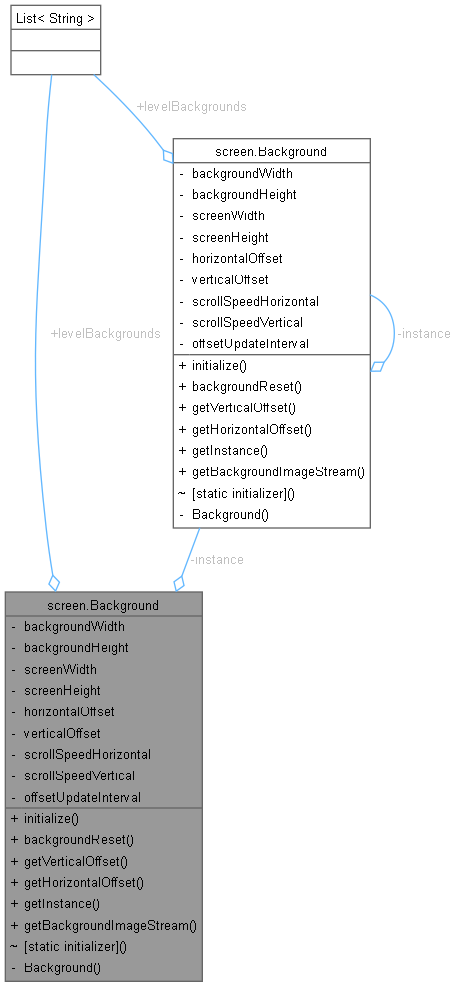 List< String >
+levelBackgrounds
screen.Background
- backgroundWidth
- backgroundHeight
- screenWidth
- screenHeight
- horizontalOffset
- verticalOffset
- scrollSpeedHorizontal
- scrollSpeedVertical
- offsetUpdateInterval
+ initialize()
+ backgroundReset()
+ getVerticalOffset()
+ getHorizontalOffset()
+ getInstance()
+ getBackgroundImageStream()
~ [static initializer]()
- Background()
-instance
+levelBackgrounds
-instance
screen.Background
- backgroundWidth
- backgroundHeight
- screenWidth
- screenHeight
- horizontalOffset
- verticalOffset
- scrollSpeedHorizontal
- scrollSpeedVertical
- offsetUpdateInterval
+ initialize()
+ backgroundReset()
+ getVerticalOffset()
+ getHorizontalOffset()
+ getInstance()
+ getBackgroundImageStream()
~ [static initializer]()
- Background()